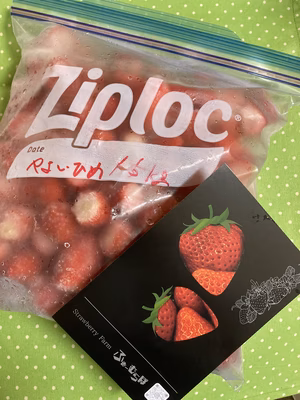 Ziploc®
Date
やよいひめ 1.5kg
Strawberry Farm